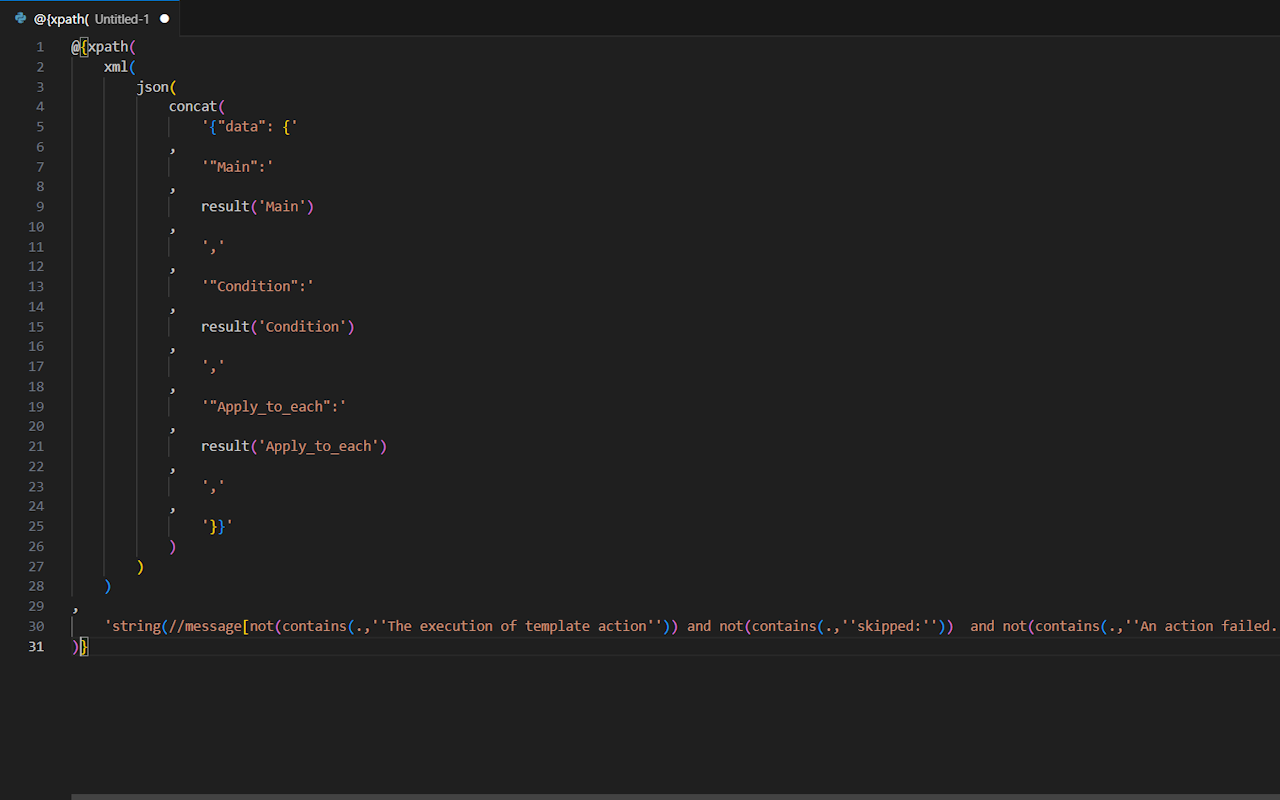 @{xpath( Untitled-1
1 @{xpath(
2 xml(
3 json(
4 concat(
5 '{"data": {'
6 ,
7 '"Main":'
8 ,
9 result('Main')
10 ,
11 ','
12 ,
13 '"Condition":'
14 ,
15 result('Condition')
16 ,
17 ','
18 ,
19 '"Apply_to_each":'
20 ,
21 result('Apply_to_each')
22 ,
23 ','
24 ,
25 '}}'
26 )
27 )
28 )
29 ,
30 'string(//message[not(contains(.,''The execution of template action'')) and not(contains(.,''skipped:''))  and not(contains(.,''An action failed.
31 )}